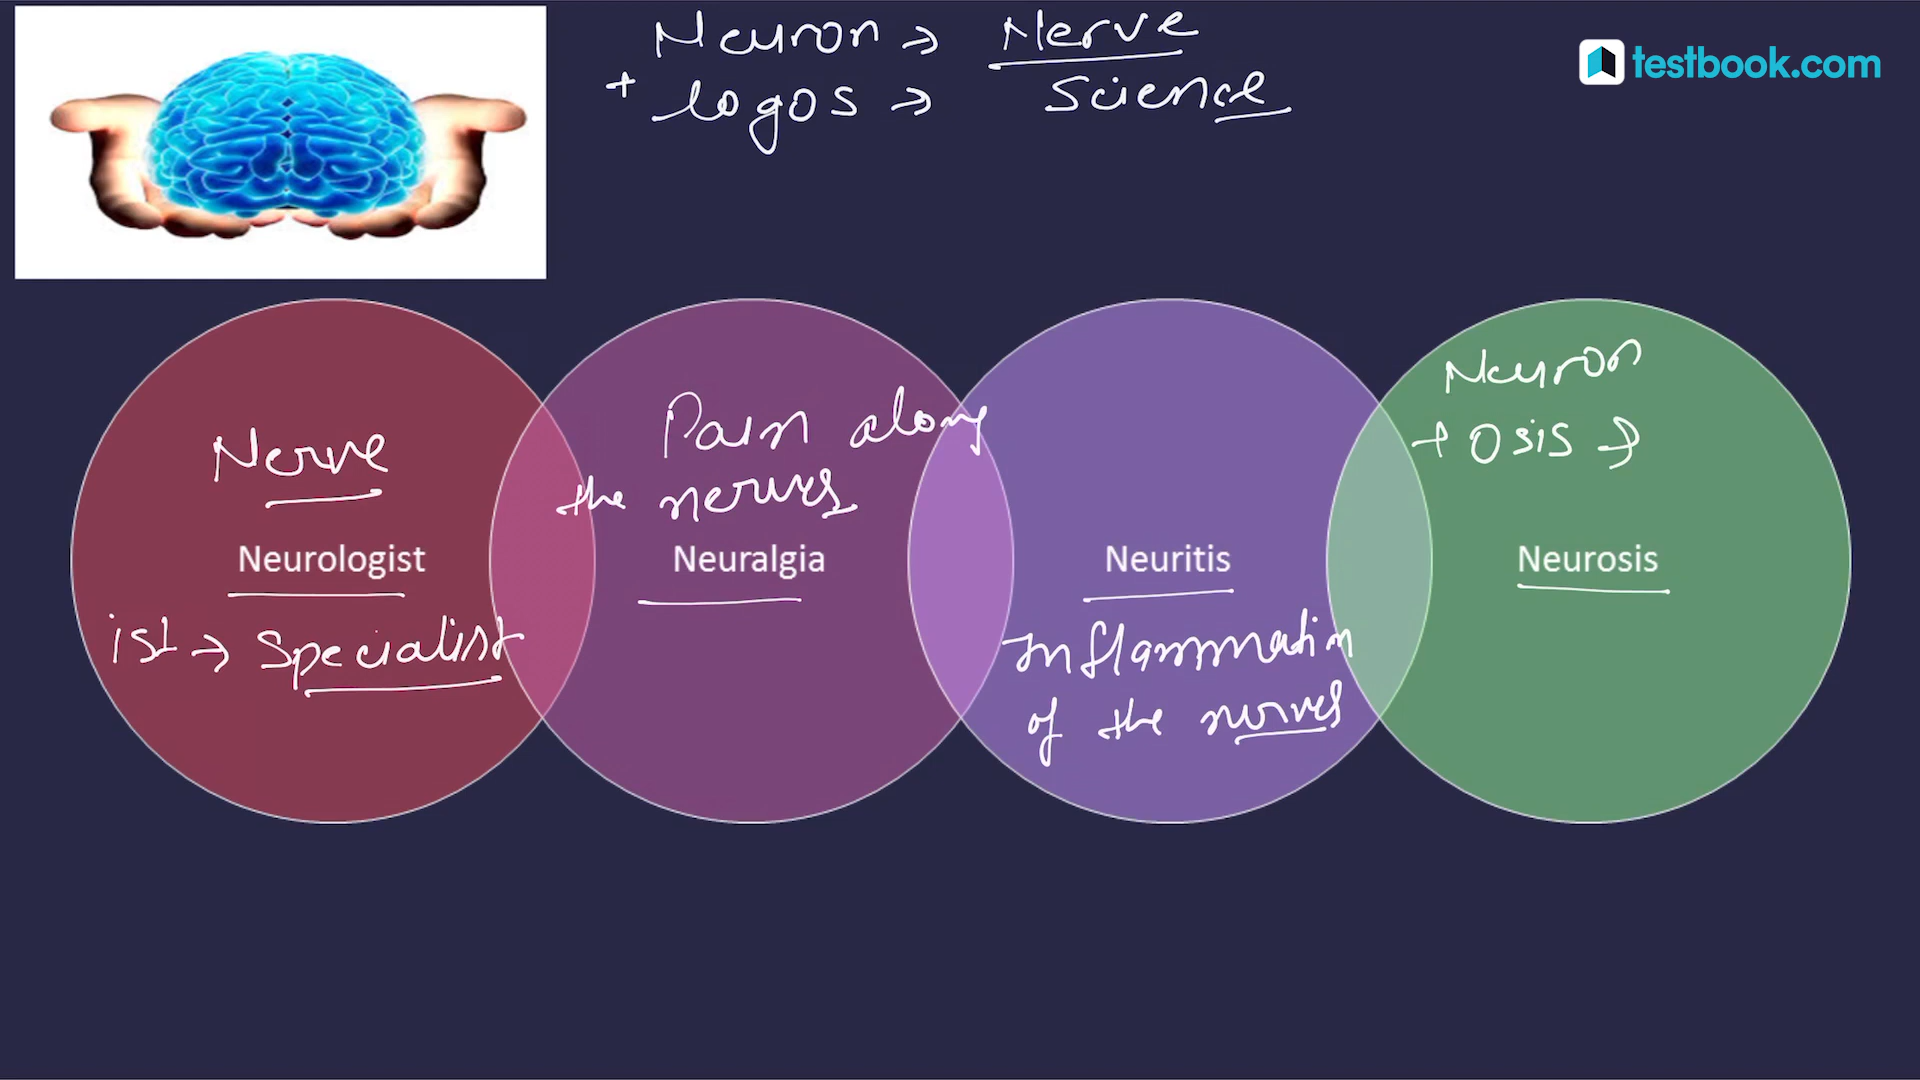 Neuron → Nerve
+ logos → Science
testbook.com
Nerve
Neurologist
ist → Specialist
Pain along
the nerves
Neuralgia
Neuritis
Inflammation
of the nerves
Neuron
+ Osis →
Neurosis